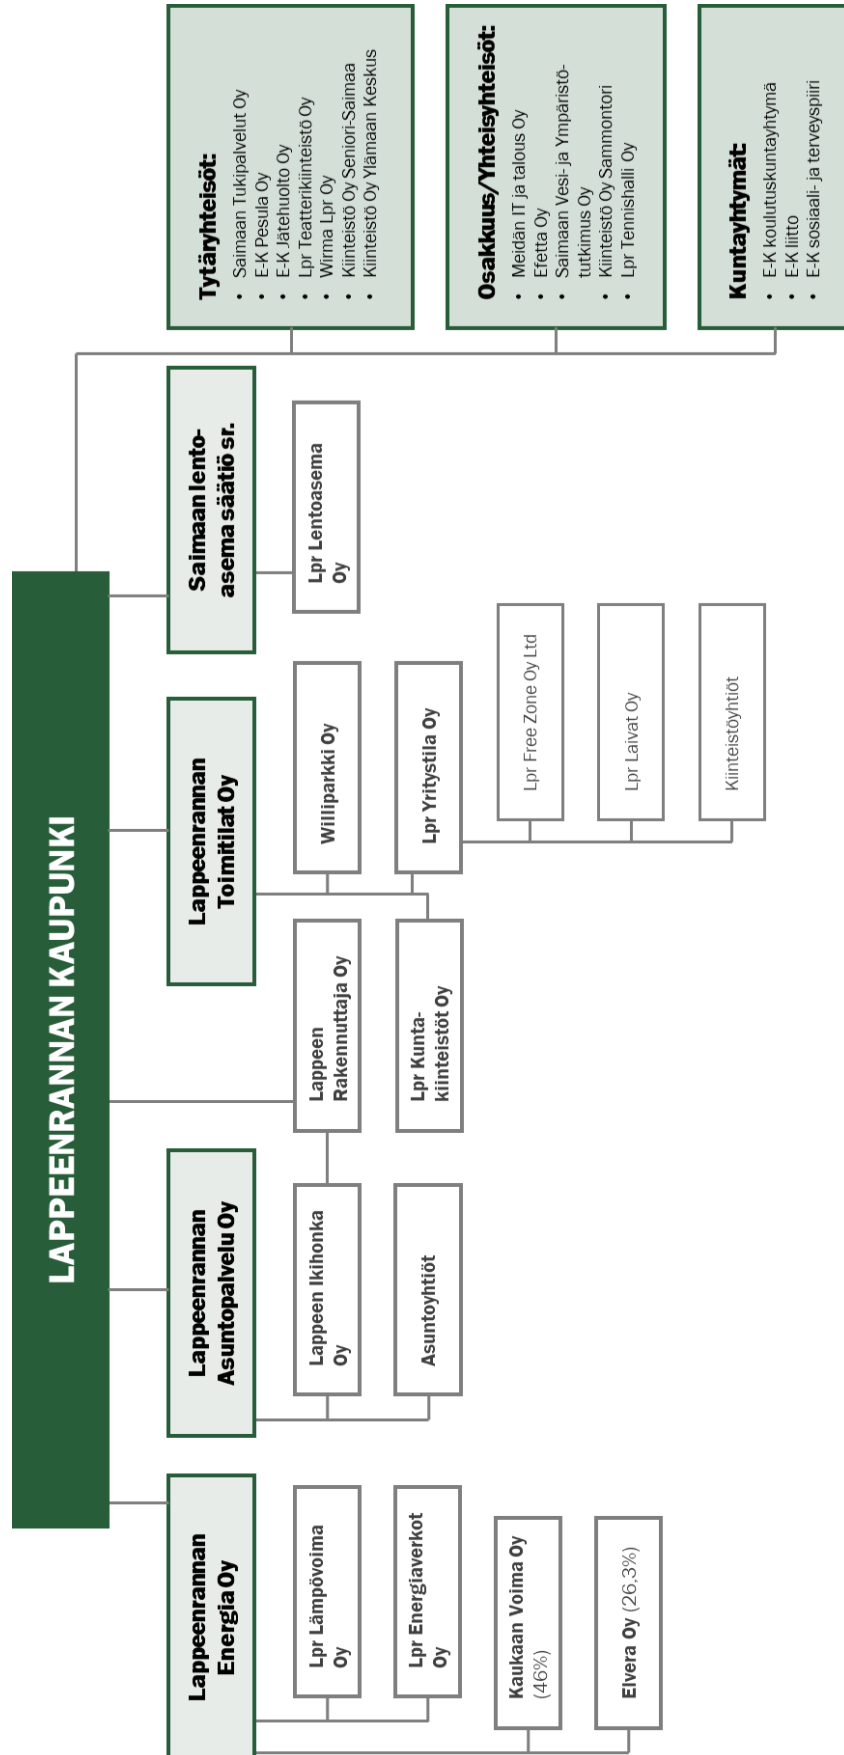 LAPPEENRANNAN KAUPUNKI
Lappeenrannan
Energia Oy
Lpr Lämpövoima
Oy
Lpr Energiaverkot
Oy
Kaukaan Voima Oy
(46%)
Elvera Oy (26,3%)
Lappeenrannan
Asuntopalvelu Oy
Lappeen Ikihonka
Oy
Asuntoyhtiöt
Lappeen
Rakennuttaja Oy
Lappeenrannan
Toimitilat Oy
Williparkki Oy
Lpr Yritystila Oy
Lpr Kunta-
kiinteistöt Oy
Lpr Free Zone Oy Ltd
Lpr Laivat Oy
Kiinteistöyhtiöt
Saimaan lento-
asema säätiö sr.
Lpr Lentoasema
Oy
Tytäryhteisöt:
• Saimaan Tukipalvelut Oy
• E-K Pesula Oy
• E-K Jätehuolto Oy
• Lpr Teatterikiinteistö Oy
• Wirma Lpr Oy
• Kiinteistö Oy Seniori-Saimaa
• Kiinteistö Oy Ylämaan Keskus
Osakkuus/Yhteisyhteisöt:
• Meidän IT ja talous Oy
• Efetta Oy
• Saimaan Vesi- ja Ympäristö-
tutkimus Oy
• Kiinteistö Oy Sammontori
• Lpr Tennishalli Oy
Kuntayhtymät:
• E-K koulutuskuntayhtymä
• E-K liitto
• E-K sosiaali- ja terveyspiiri